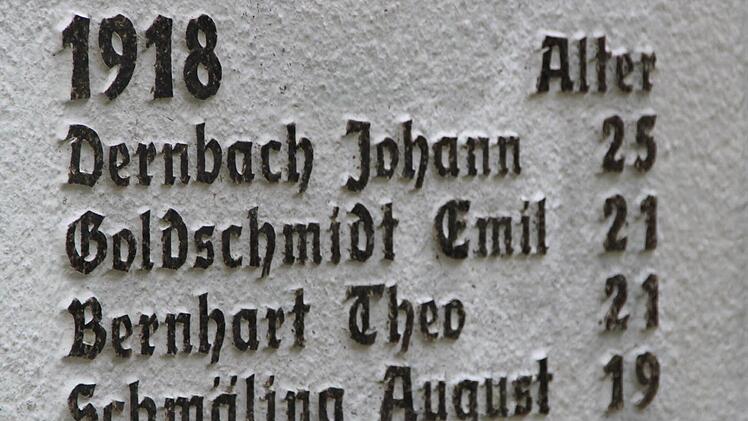 1918 Alter
Dernbach Johann 25
Goldschmidt Emil 21
Bernhart Theo 21
Schmäling August 19